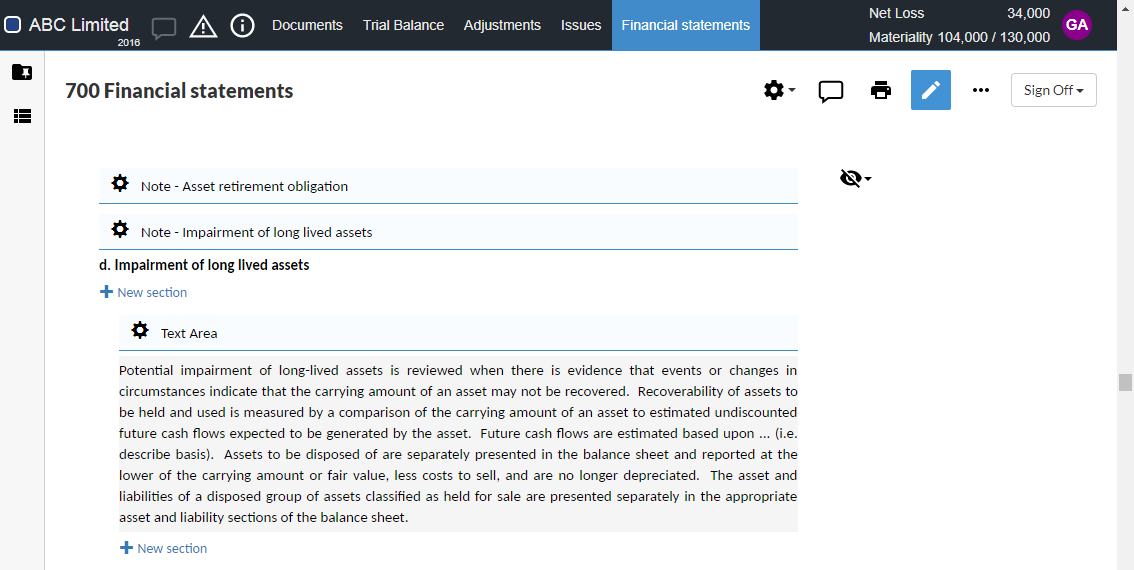 ABC Limited
2016
Documents Trial Balance Adjustments Issues Financial statements
Net Loss 34,000
Materiality 104,000 / 130,000
GA
700 Financial statements
Sign Off
Note - Asset retirement obligation
Note - Impairment of long lived assets
d. Impairment of long lived assets
New section
Text Area
Potential impairment of long-lived assets is reviewed when there is evidence that events or changes in
circumstances indicate that the carrying amount of an asset may not be recovered. Recoverability of assets to
be held and used is measured by a comparison of the carrying amount of an asset to estimated undiscounted
future cash flows expected to be generated by the asset. Future cash flows are estimated based upon ... (i.e.
describe basis). Assets to be disposed of are separately presented in the balance sheet and reported at the
lower of the carrying amount or fair value, less costs to sell, and are no longer depreciated. The asset and
liabilities of a disposed group of assets classified as held for sale are presented separately in the appropriate
asset and liability sections of the balance sheet.
New section